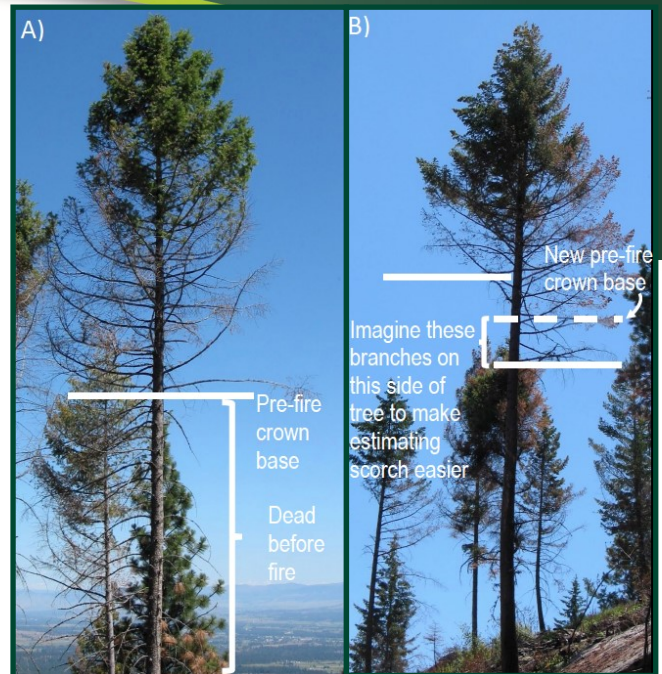 A)
Pre-fire
crown
base
Dead
before
fire
B)
New pre-fire
crown base
Imagine these
branches on
this side of
tree to make
estimating
scorch easier